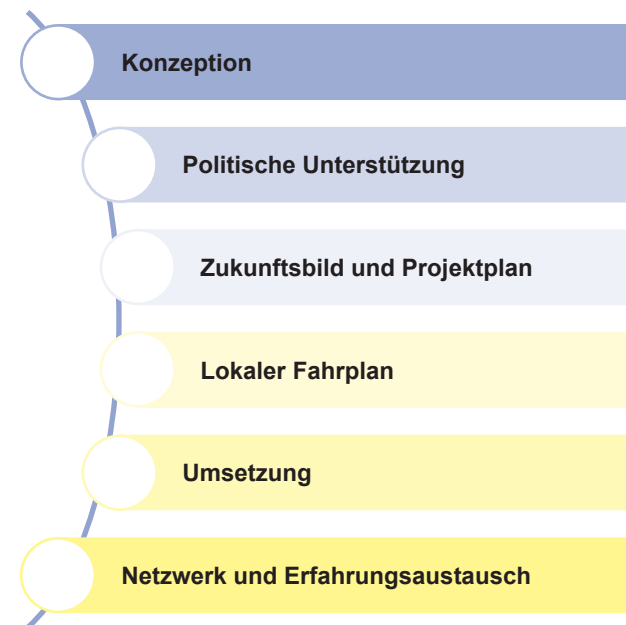 Konzeption
Politische Unterstützung
Zukunftsbild und Projektplan
Lokaler Fahrplan
Umsetzung
Netzwerk und Erfahrungsaustausch